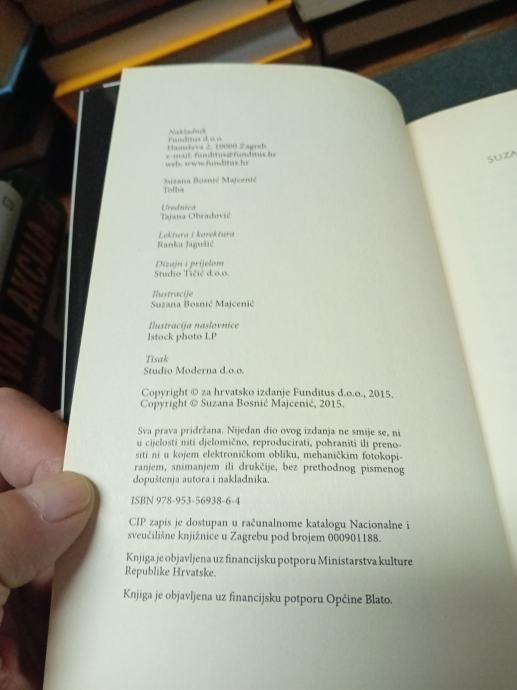 Nakladnik
Funditus d.o.o.
10000 Zagreb
e-mail: funditus@funditus.hr
web: www.funditus.hr
Suzana Bosnić Majcenić
Tolba
Urednica
Tajana Obradović
Lektura i korektura
Ranka Jagušić
Dizajn i prijelom
Studio Tičić d.o.o.
Ilustracije
Suzana Bosnić Majcenić
Ilustracija naslovnice
Istock photo LP
Tisak
Studio Moderna d.o.o.
Copyright © za hrvatsko izdanje Funditus d.o.o., 2015.
Copyright © Suzana Bosnić Majcenić, 2015.
Sva prava pridržana. Nijedan dio ovog izdanja ne smije se, ni
u cijelosti niti djelomično, reproducirati, pohraniti ili preno-
siti ni u kojem elektroničkom obliku, mehaničkim fotokopi-
ranjem, snimanjem ili drukčije, bez prethodnog pismenog
dopuštenja autora i nakladnika.
ISBN 978-953-56938-6-4
CIP zapis je dostupan u računalnome katalogu Nacionalne i
sveučilišne knjižnice u Zagrebu pod brojem 000901188.
Knjiga je objavljena uz financijsku potporu Ministarstva kulture
Republike Hrvatske.
Knjiga je objavljena uz financijsku potporu Općine Blato.
SUZA